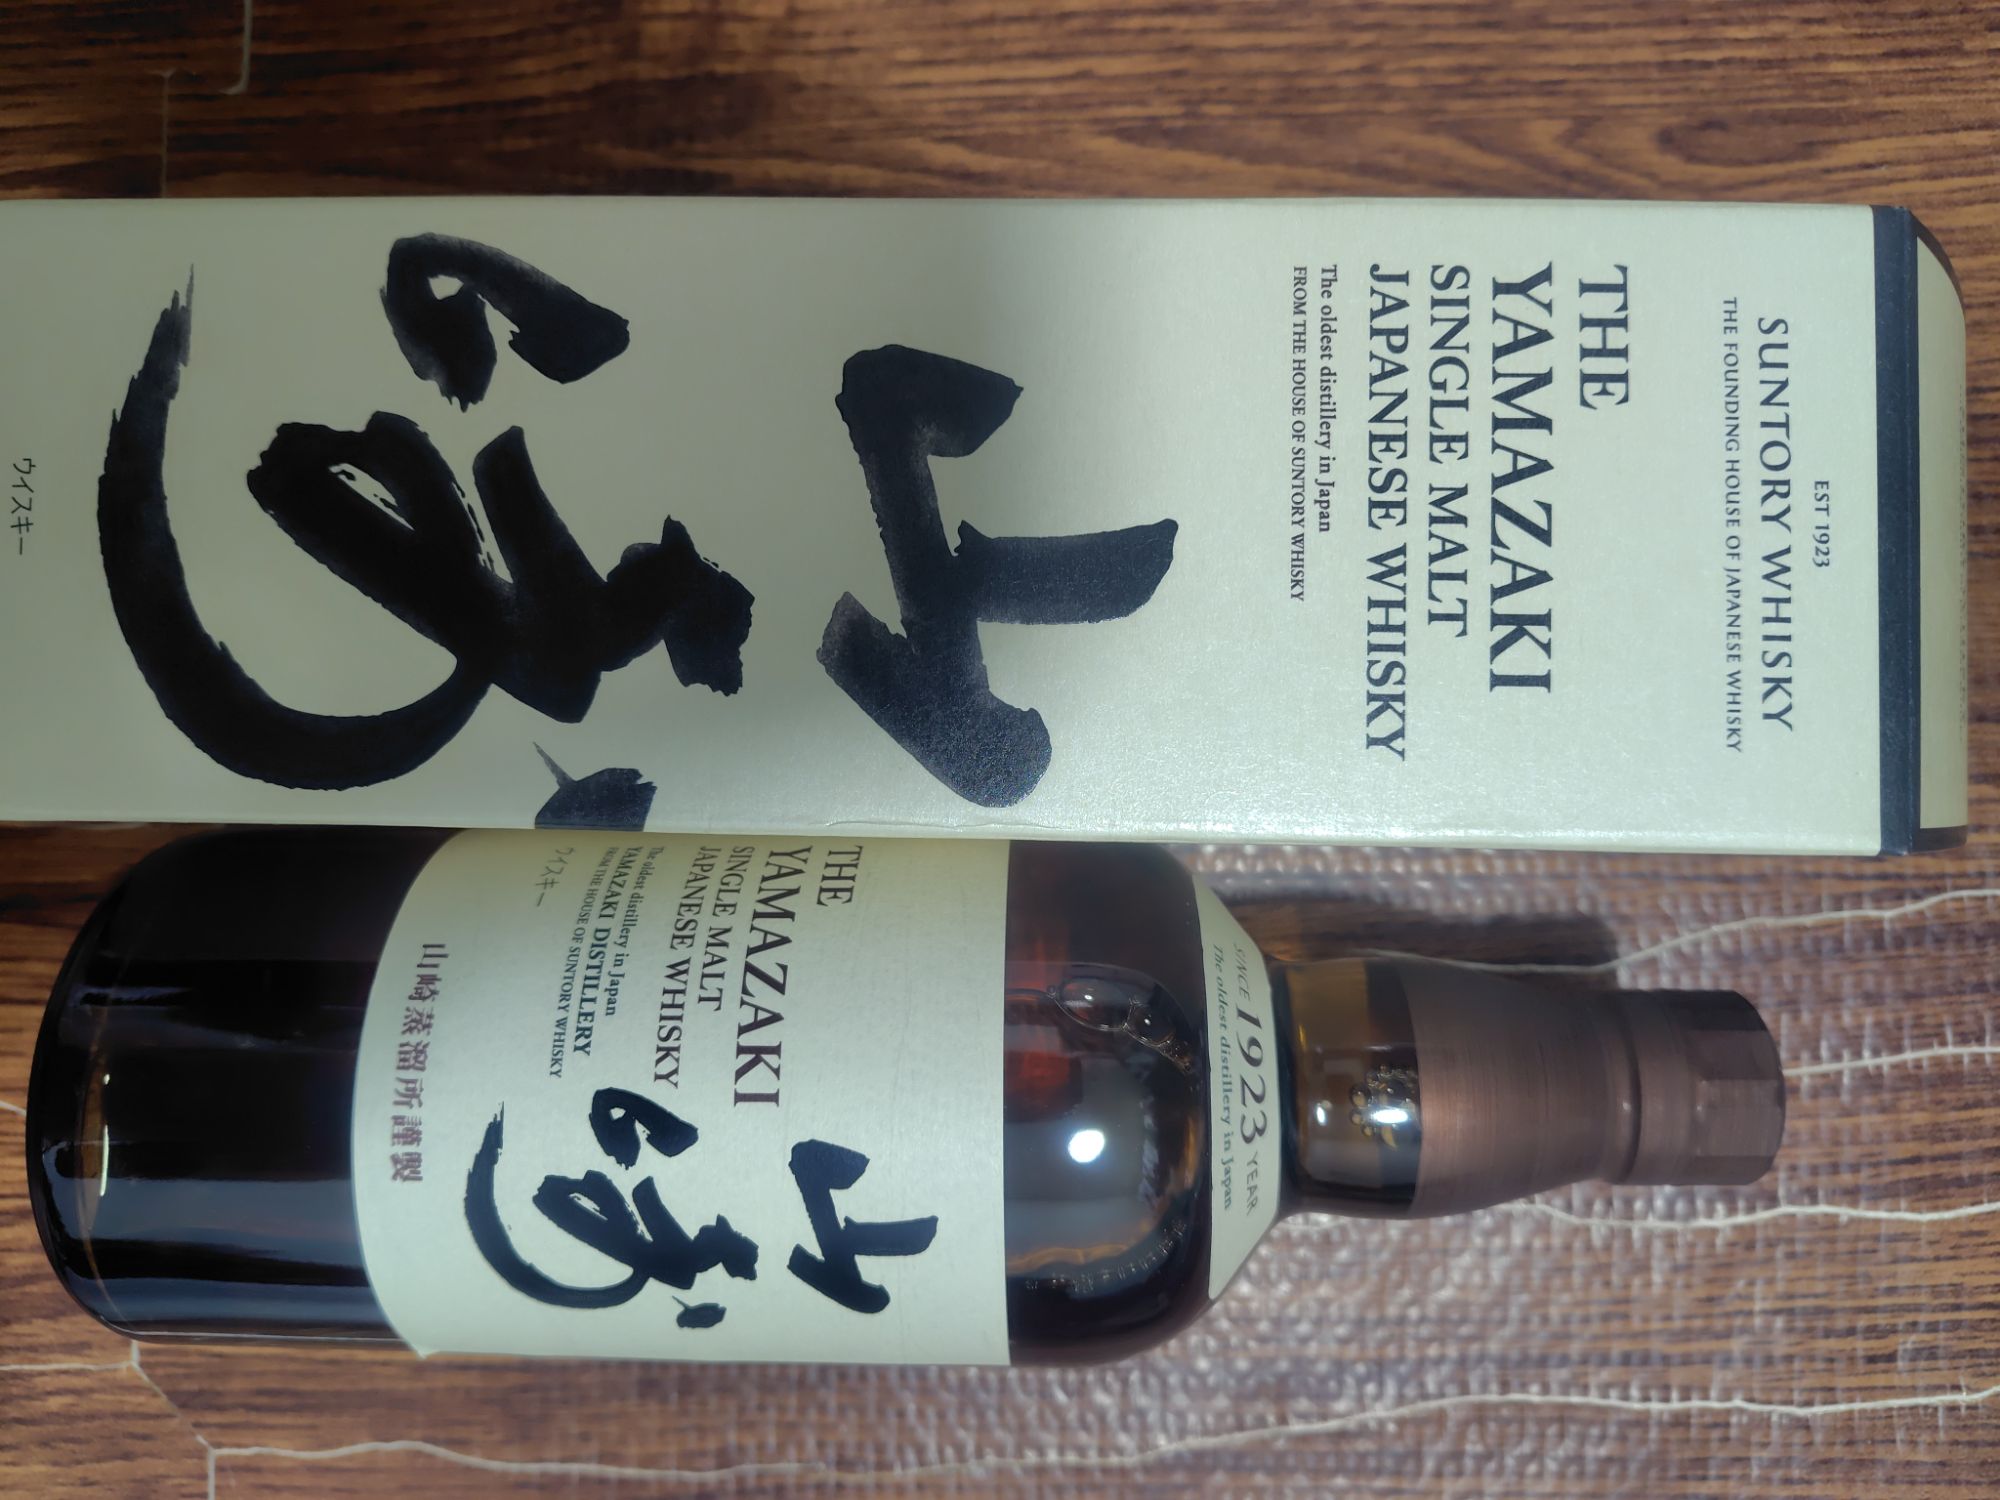 EST 1923
SUNTORY WHISKY
THE FOUNDING HOUSE OF JAPANESE WHISKY
THE
YAMAZAKI
SINGLE MALT
JAPANESE WHISKY
The oldest distillery in Japan
FROM THE HOUSE OF SUNTORY WHISKY
山崎
ウイスキー
SINCE 1923 YEAR
The oldest distillery in Japan
THE
YAMAZAKI
SINGLE MALT
JAPANESE WHISKY
The oldest distillery in Japan
YAMAZAKI DISTILLERY
FROM THE HOUSE OF SUNTORY WHISKY
ウイスキー
山崎
山崎蒸溜所謹製